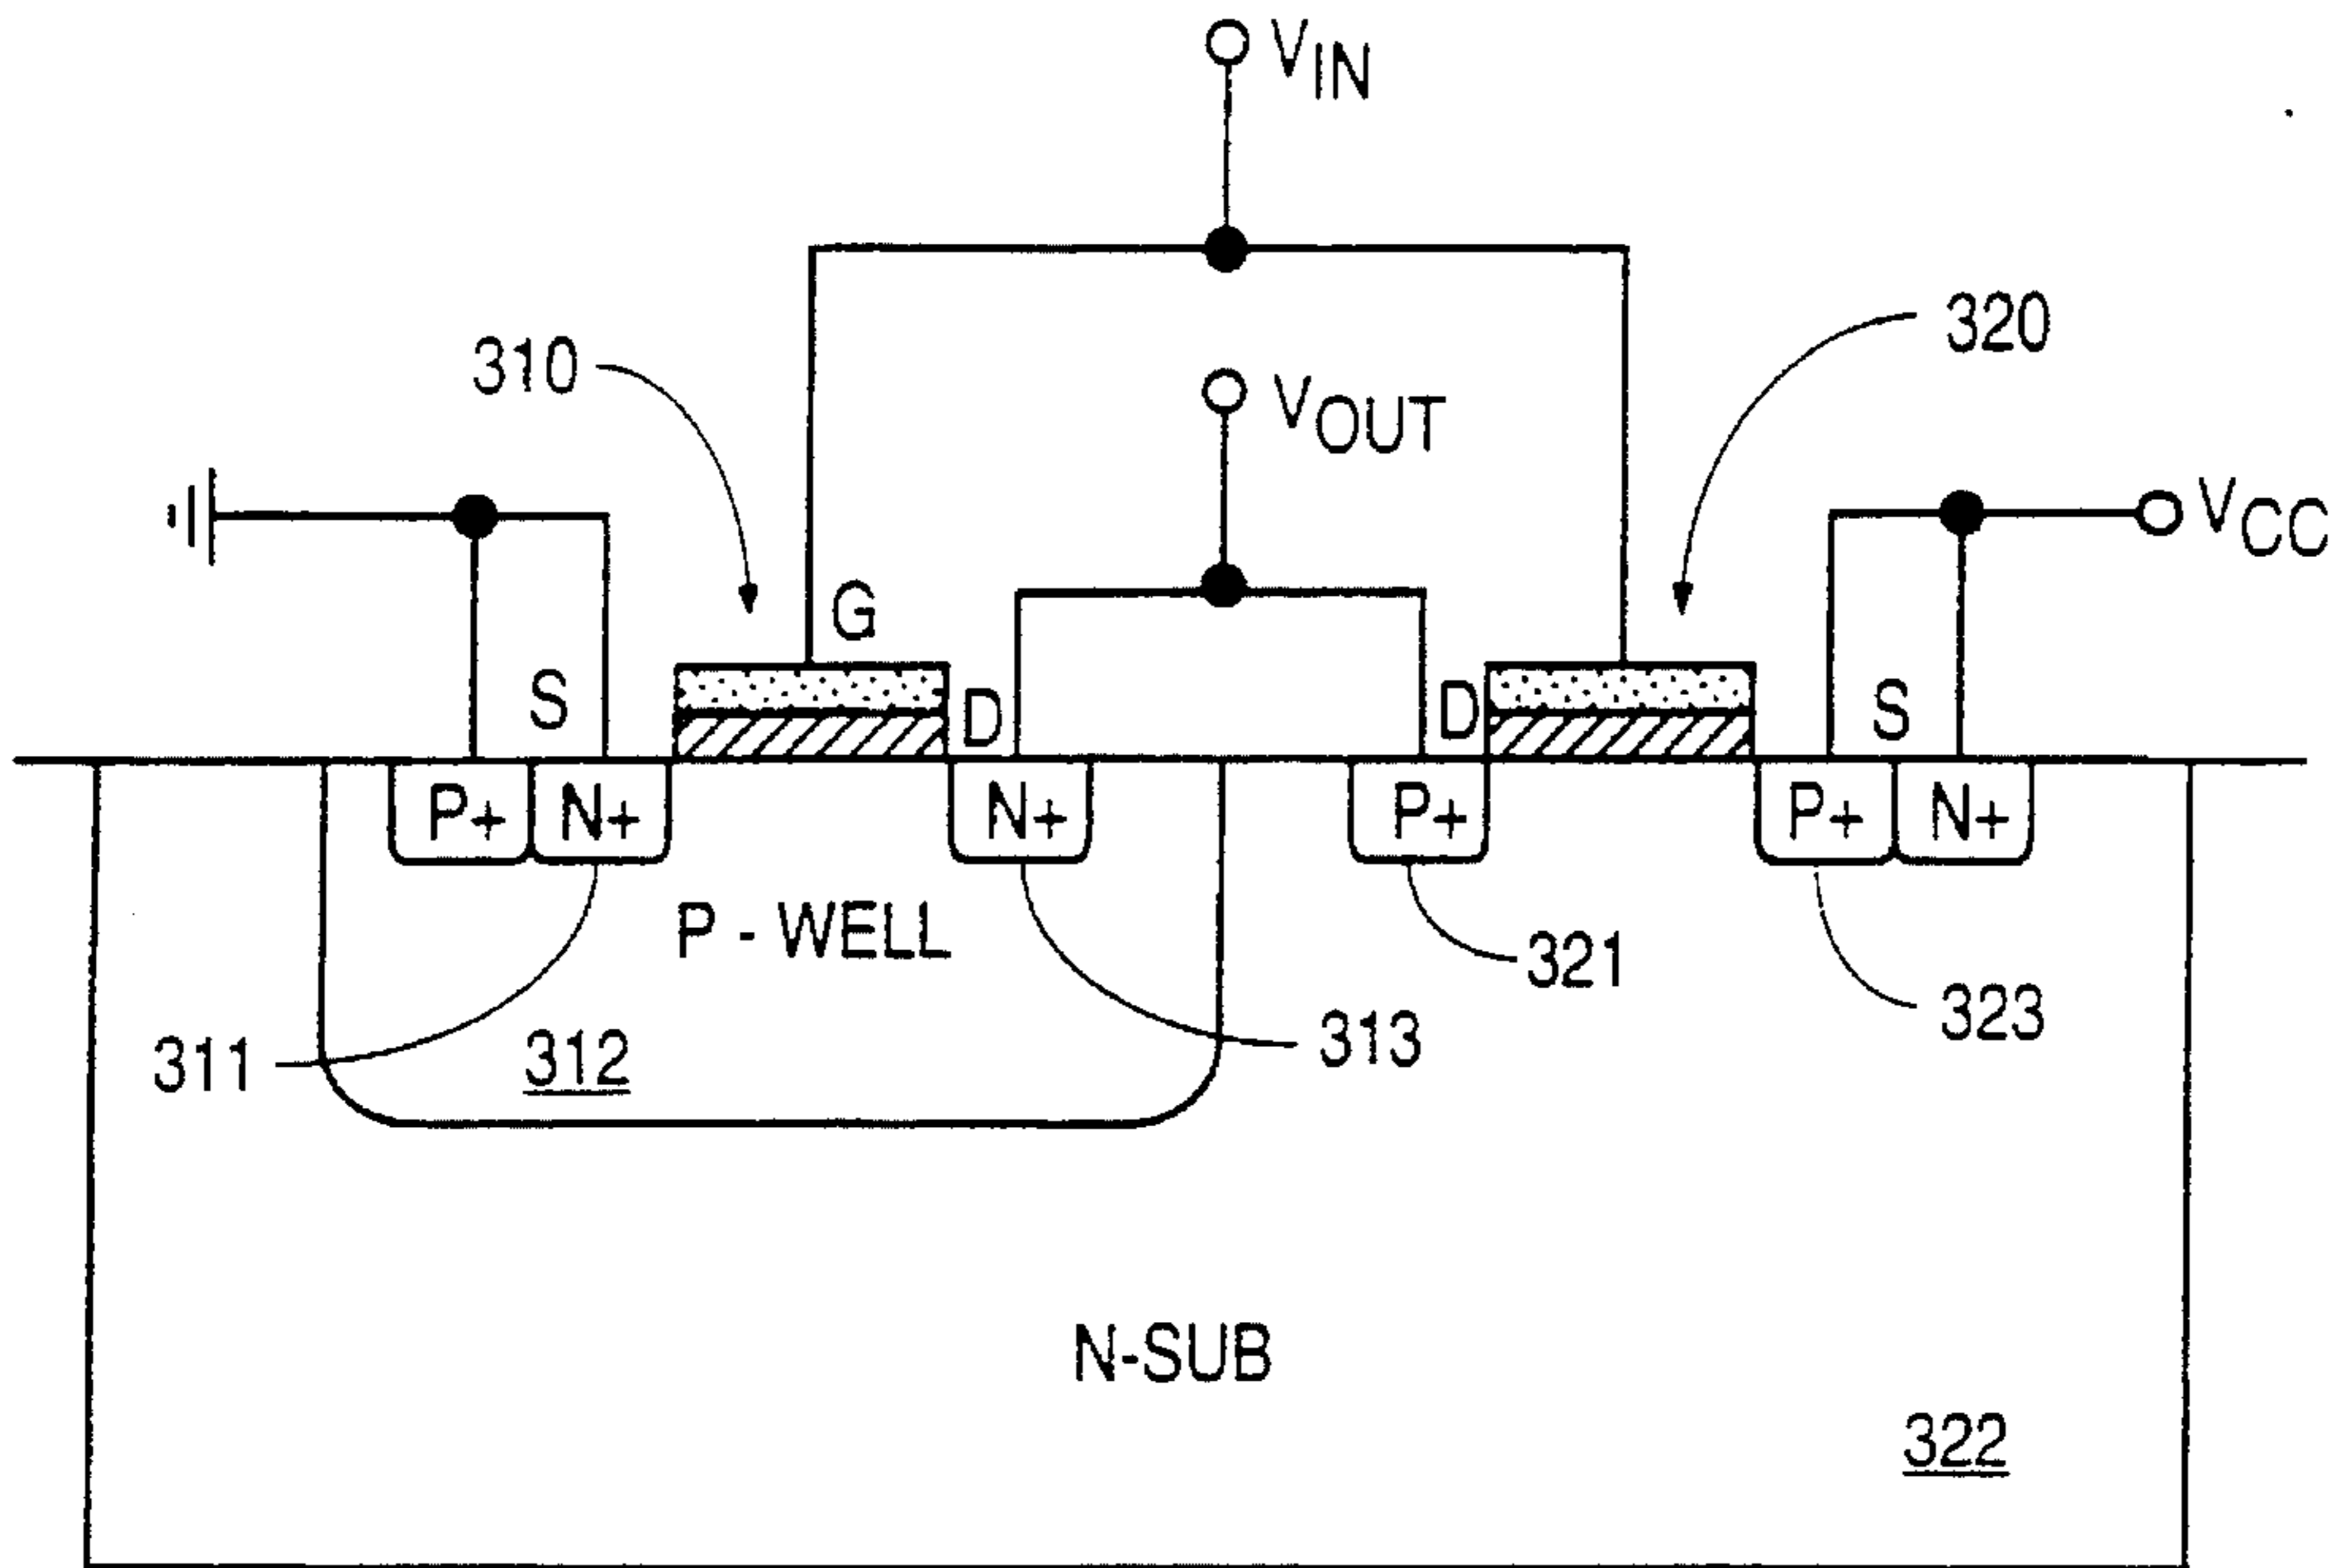 VIN
310
320
VOUT
VCC
G
S
D
D
S
P+
N+
N+
P+
P+
N+
P - WELL
321
323
311
312
313
N-SUB
322